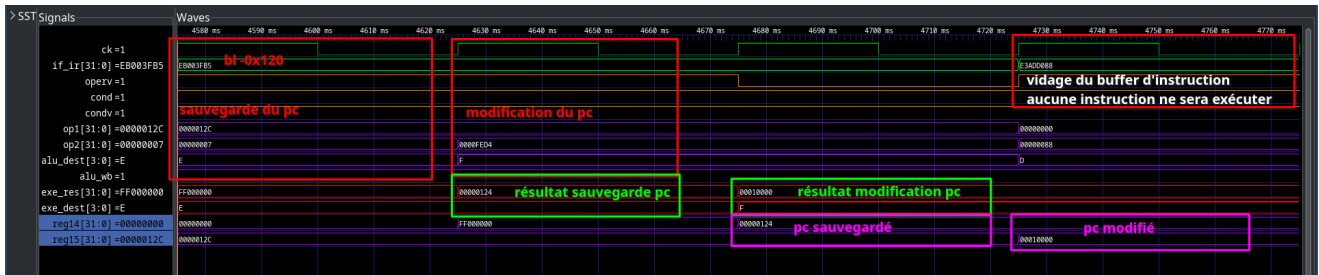 SST Signals Waves
4580 ms 4590 ms 4600 ms 4610 ms 4620 ms 4630 ms 4640 ms 4650 ms 4660 ms 4670 ms 4680 ms 4690 ms 4700 ms 4710 ms 4720 ms 4730 ms 4740 ms 4750 ms 4760 ms 4770 ms
ck =1
bl -0x120
if_ir[31:0] =EB003FB5 EB003FB5 E3ADD088
operv =1 vidage du buffer d'instruction
cond =1 aucune instruction ne sera exécuter
condv =1 sauvegarde du pc modification du pc
op1[31:0] =0000012C 0000012C 00000000
op2[31:0] =00000007 00000007 0000FED4 00000088
alu_dest[3:0] =E E F D
alu_wb =1
exe_res[31:0] =FF000000 FF000000 00000124 résultat sauvegarde pc 00010000 résultat modification pc
exe_dest[3:0] =E E F
reg14[31:0] =00000000 00000000 FF000000 00000124 pc sauvegardé pc modifié
reg15[31:0] =0000012C 0000012C 00010000